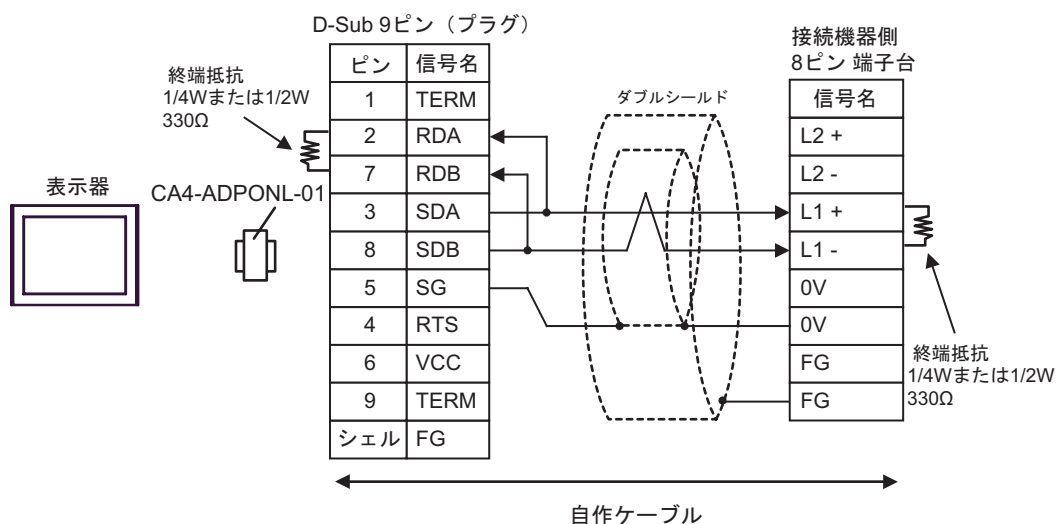 D-Sub 9ピン（プラグ）
ピン 信号名
1 TERM
2 RDA
7 RDB
3 SDA
8 SDB
5 SG
4 RTS
6 VCC
9 TERM
シェル FG
終端抵抗
1/4Wまたは1/2W
330Ω
表示器
CA4-ADPONL-01
ダブルシールド
接続機器側
8ピン 端子台
信号名
L2 +
L2 -
L1 +
L1 -
0V
0V
FG
FG
終端抵抗
1/4Wまたは1/2W
330Ω
自作ケーブル